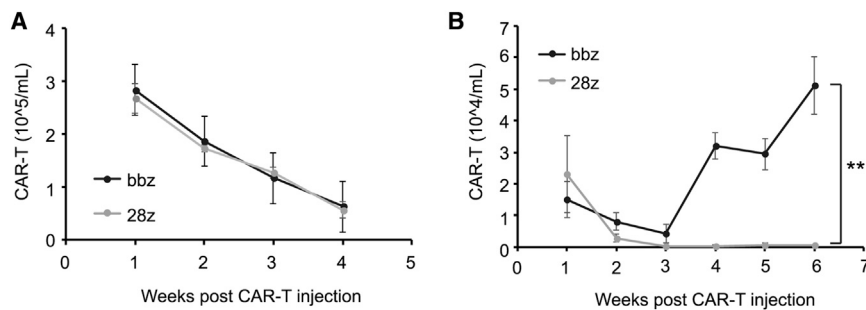 A
CAR-T (10^5/mL)
4
3
2
1
0
bbz
28z
0 1 2 3 4 5
Weeks post CAR-T injection
B
CAR-T (10^4/mL)
7
6
5
4
3
2
1
0
bbz
28z
**
0 1 2 3 4 5 6 7
Weeks post CAR-T injection